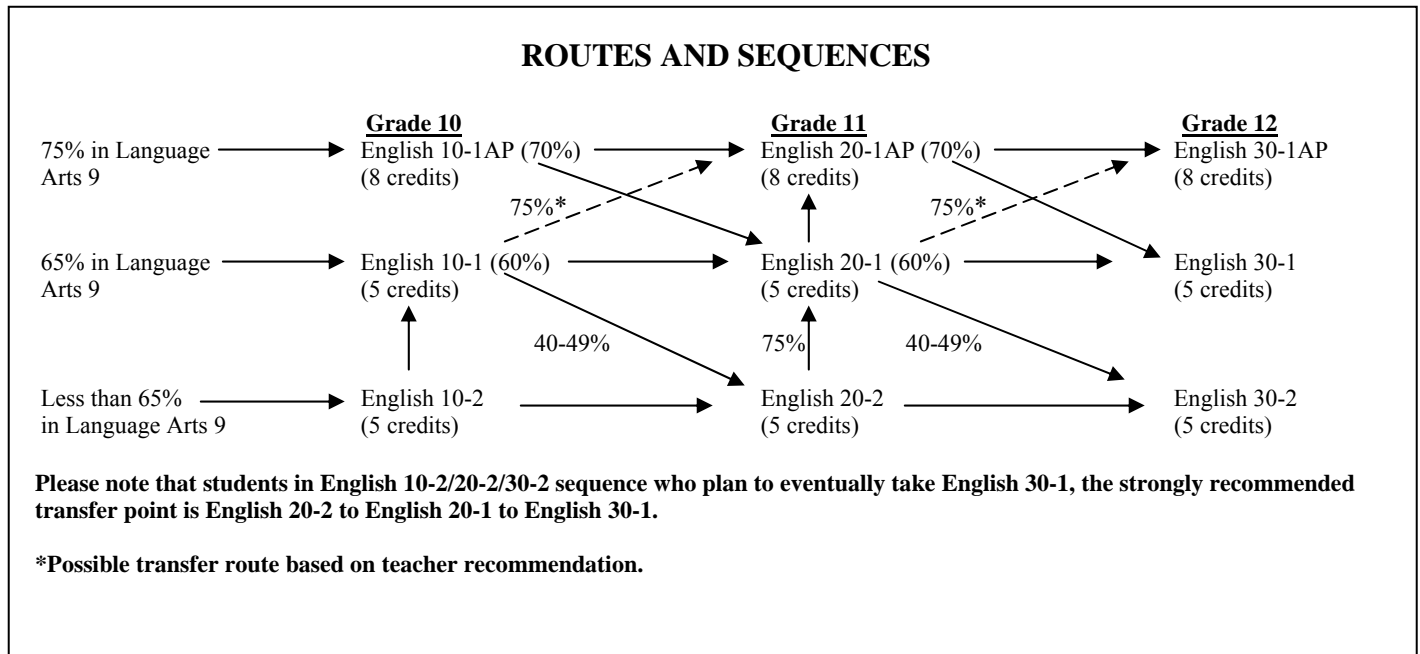 ROUTES AND SEQUENCES
Grade 10 Grade 11 Grade 12
75% in Language English 10-1AP (70%) English 20-1AP (70%) English 30-1AP
Arts 9 (8 credits) (8 credits) (8 credits)
75%* 75%*
65% in Language English 10-1 (60%) English 20-1 (60%) English 30-1
Arts 9 (5 credits) (5 credits) (5 credits)
40-49% 75% 40-49%
Less than 65% English 10-2 English 20-2 English 30-2
in Language Arts 9 (5 credits) (5 credits) (5 credits)
Please note that students in English 10-2/20-2/30-2 sequence who plan to eventually take English 30-1, the strongly recommended
transfer point is English 20-2 to English 20-1 to English 30-1.
*Possible transfer route based on teacher recommendation.